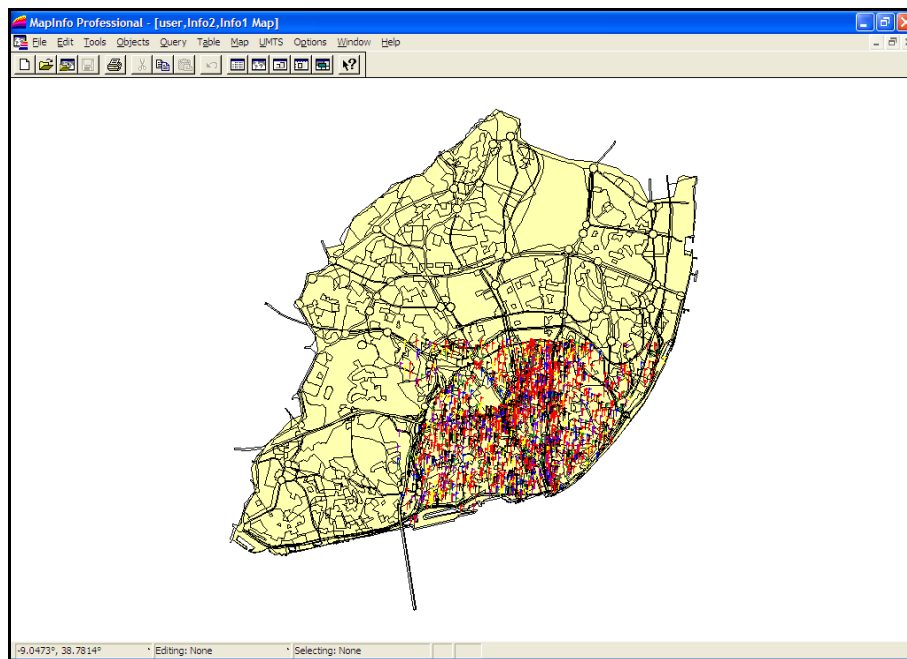 MapInfo Professional - [user,Info2,Info1 Map]
File Edit Tools Objects Query Table Map UMTS Options Window Help
-9.0473°, 38.7814° Editing: None Selecting: None